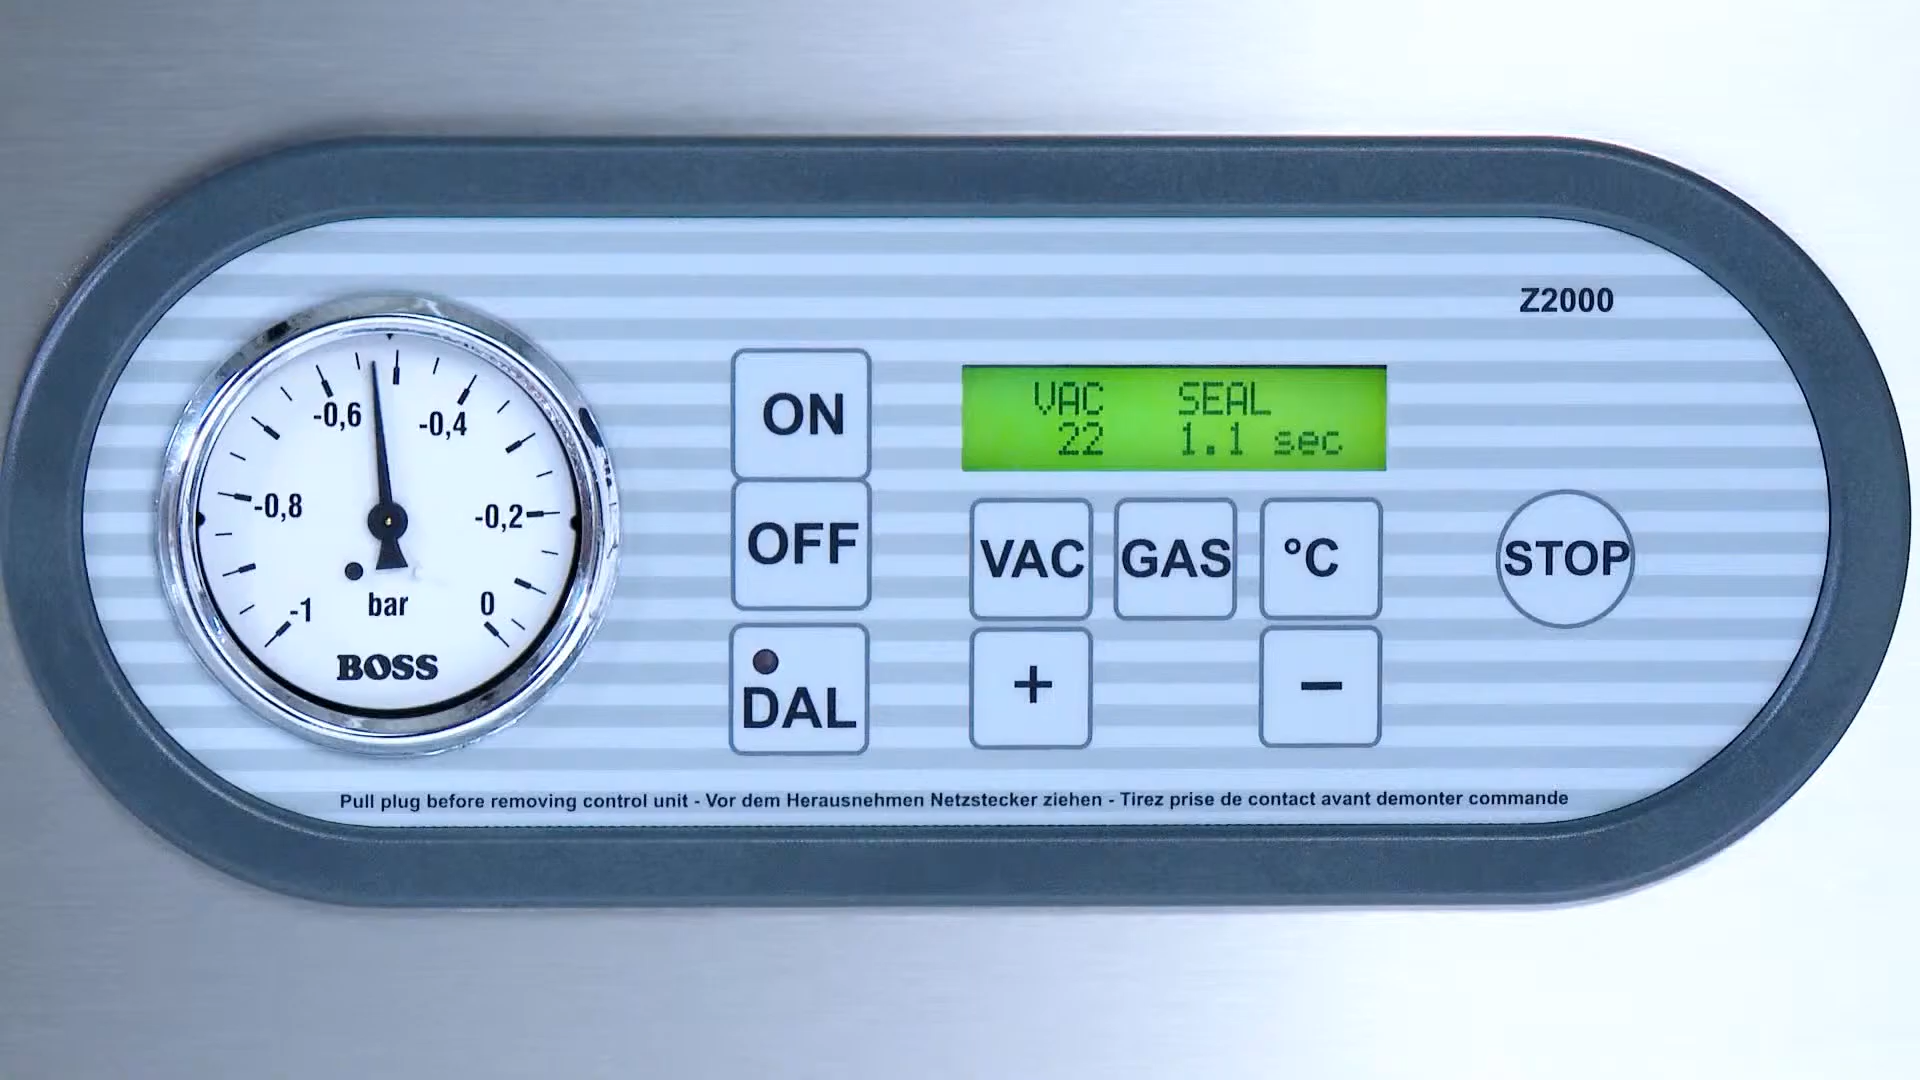 Z2000
-0,6
-0,4
-0,8
-0,2
-1
bar
0
BOSS
ON
OFF
DAL
VAC SEAL
22 1.1 sec
VAC GAS °C
+ −
STOP
Pull plug before removing control unit - Vor dem Herausnehmen Netzstecker ziehen - Tirez prise de contact avant demonter commande